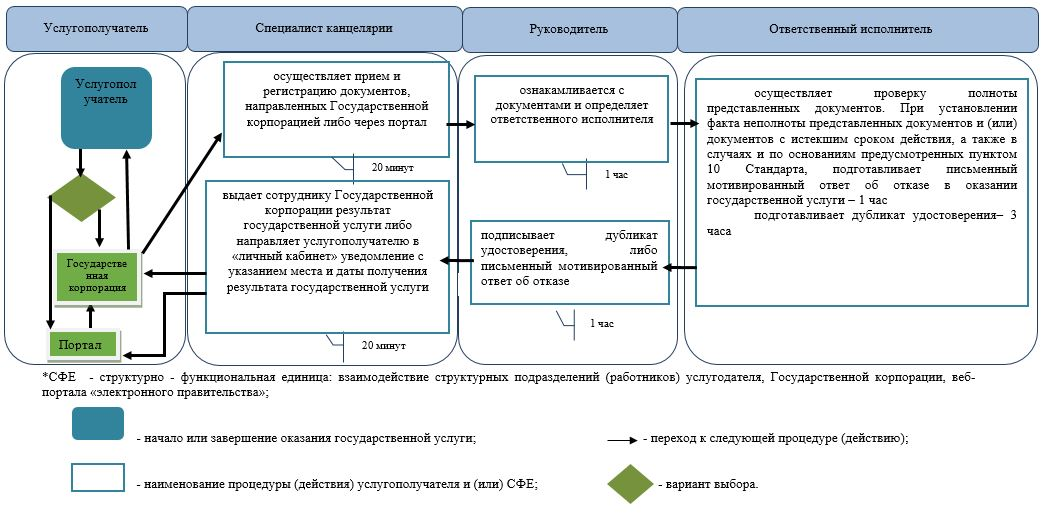 Услугополучатель
Специалист канцелярии
Руководитель
Ответственный исполнитель
Услугопол
учатель
Государстве
нная
корпорация
Портал
осуществляет прием и
регистрацию документов,
направленных Государственной
корпорацией либо через портал
20 минут
выдает сотруднику Государственной
корпорации результат
государственной услуги либо
направляет услугополучателю в
«личный кабинет» уведомление с
указанием места и даты получения
результата государственной услуги
20 минут
ознакамливается с
документами и определяет
ответственного исполнителя
1 час
подписывает дубликат
удостоверения, либо
письменный мотивированный
ответ об отказе
1 час
осуществляет проверку полноты
представленных документов. При установлении
факта неполноты представленных документов и (или)
документов с истекшим сроком действия, а также в
случаях и по основаниям предусмотренных пунктом
10 Стандарта, подготавливает письменный
мотивированный ответ об отказе в оказании
государственной услуги – 1 час
подготавливает дубликат удостоверения– 3
часа
*СФЕ - структурно - функциональная единица: взаимодействие структурных подразделений (работников) услугодателя, Государственной корпорации, веб-
портала «электронного правительства»;
- начало или завершение оказания государственной услуги;
- переход к следующей процедуре (действию);
- наименование процедуры (действия) услугополучателя и (или) СФЕ;
- вариант выбора.